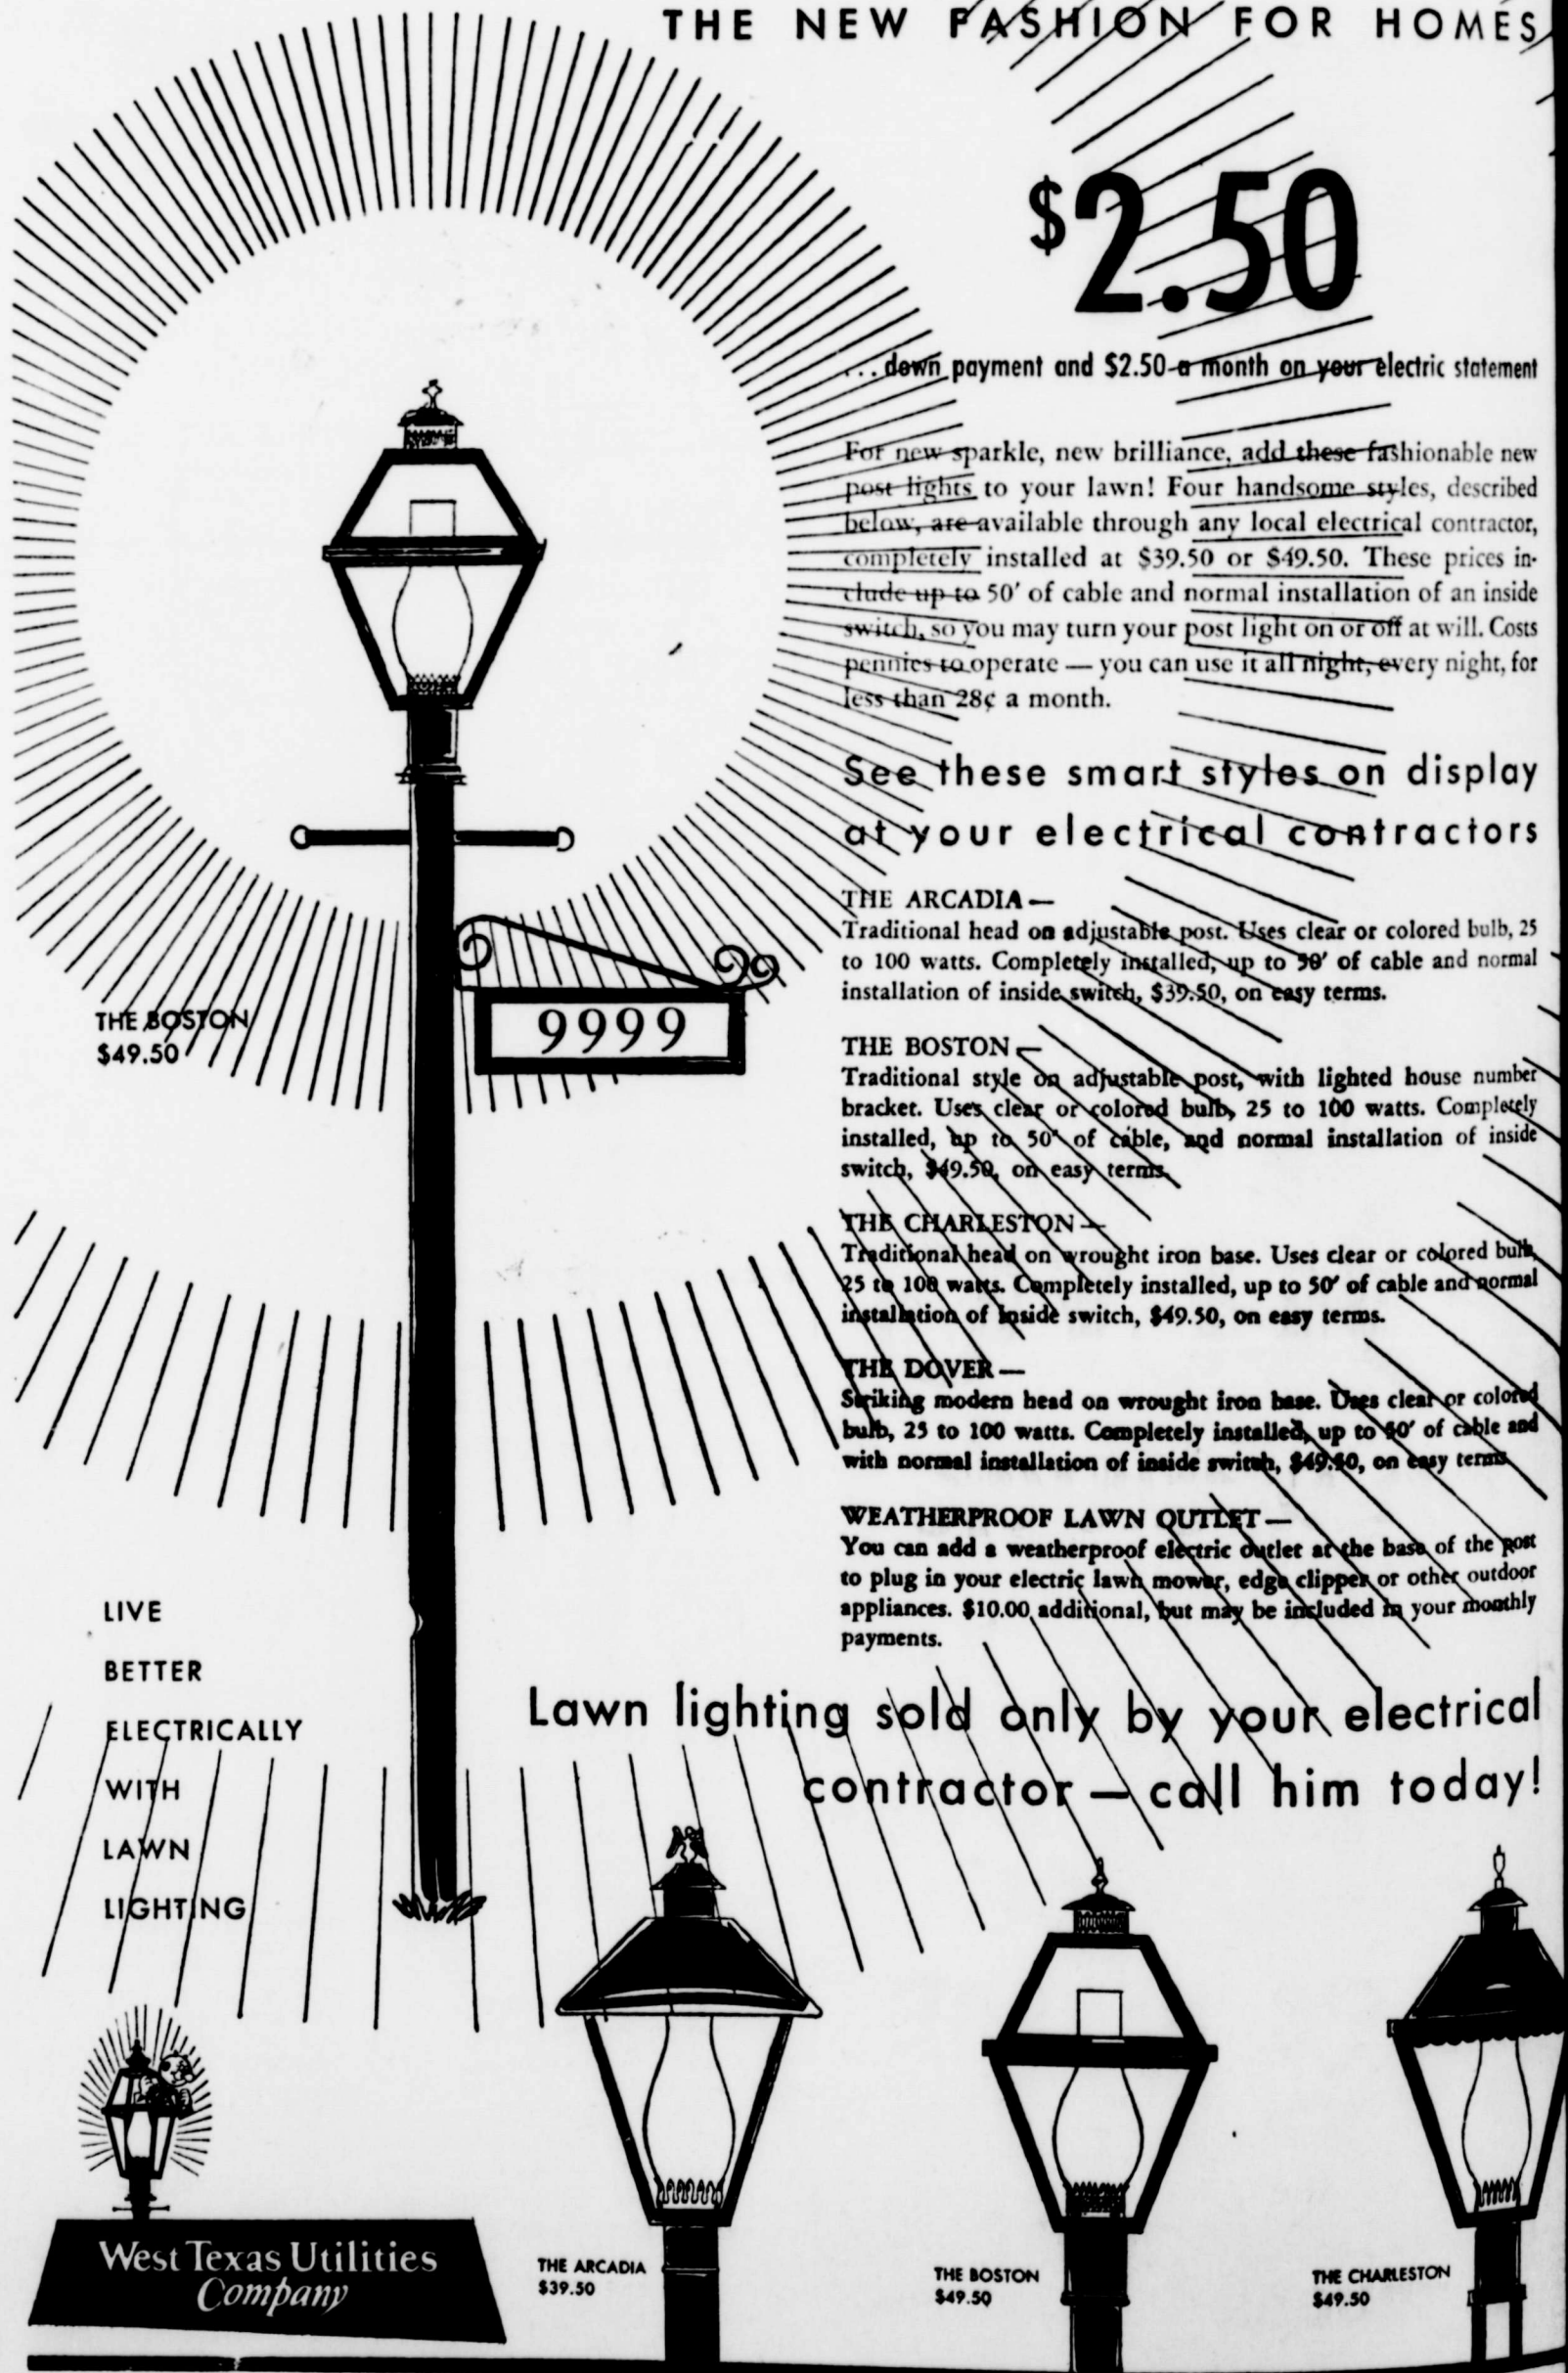 THE NEW FASHION FOR HOMES
$2.50
...down payment and $2.50 a month on your electric statement
For new sparkle, new brilliance, add these fashionable new
post lights to your lawn! Four handsome styles, described
below, are available through any local electrical contractor,
completely installed at $39.50 or $49.50. These prices in-
clude up to 50' of cable and normal installation of an inside
switch, so you may turn your post light on or off at will. Costs
pennies to operate — you can use it all night, every night, for
less than 28¢ a month.
See these smart styles on display
at your electrical contractors
THE ARCADIA—
Traditional head on adjustable post. Uses clear or colored bulb, 25
to 100 watts. Completely installed, up to 50' of cable and normal
installation of inside switch, $39.50, on easy terms.
THE BOSTON—
Traditional style on adjustable post, with lighted house number
bracket. Uses clear or colored bulb, 25 to 100 watts. Completely
installed, up to 50' of cable, and normal installation of inside
switch, $49.50, on easy terms.
THE CHARLESTON—
Traditional head on wrought iron base. Uses clear or colored bulb,
25 to 100 watts. Completely installed, up to 50' of cable and normal
installation of inside switch, $49.50, on easy terms.
THE DOVER—
Striking modern head on wrought iron base. Uses clear or colored
bulb, 25 to 100 watts. Completely installed, up to 50' of cable and
with normal installation of inside switch, $49.50, on easy terms.
WEATHERPROOF LAWN OUTLET—
You can add a weatherproof electric outlet at the base of the post
to plug in your electric lawn mower, edge clipper or other outdoor
appliances. $10.00 additional, but may be included in your monthly
payments.
9999
THE BOSTON
$49.50
LIVE
BETTER
ELECTRICALLY
WITH
LAWN
LIGHTING
Lawn lighting sold only by your electrical
contractor — call him today!
West Texas Utilities
Company
THE ARCADIA
$39.50
THE BOSTON
$49.50
THE CHARLESTON
$49.50